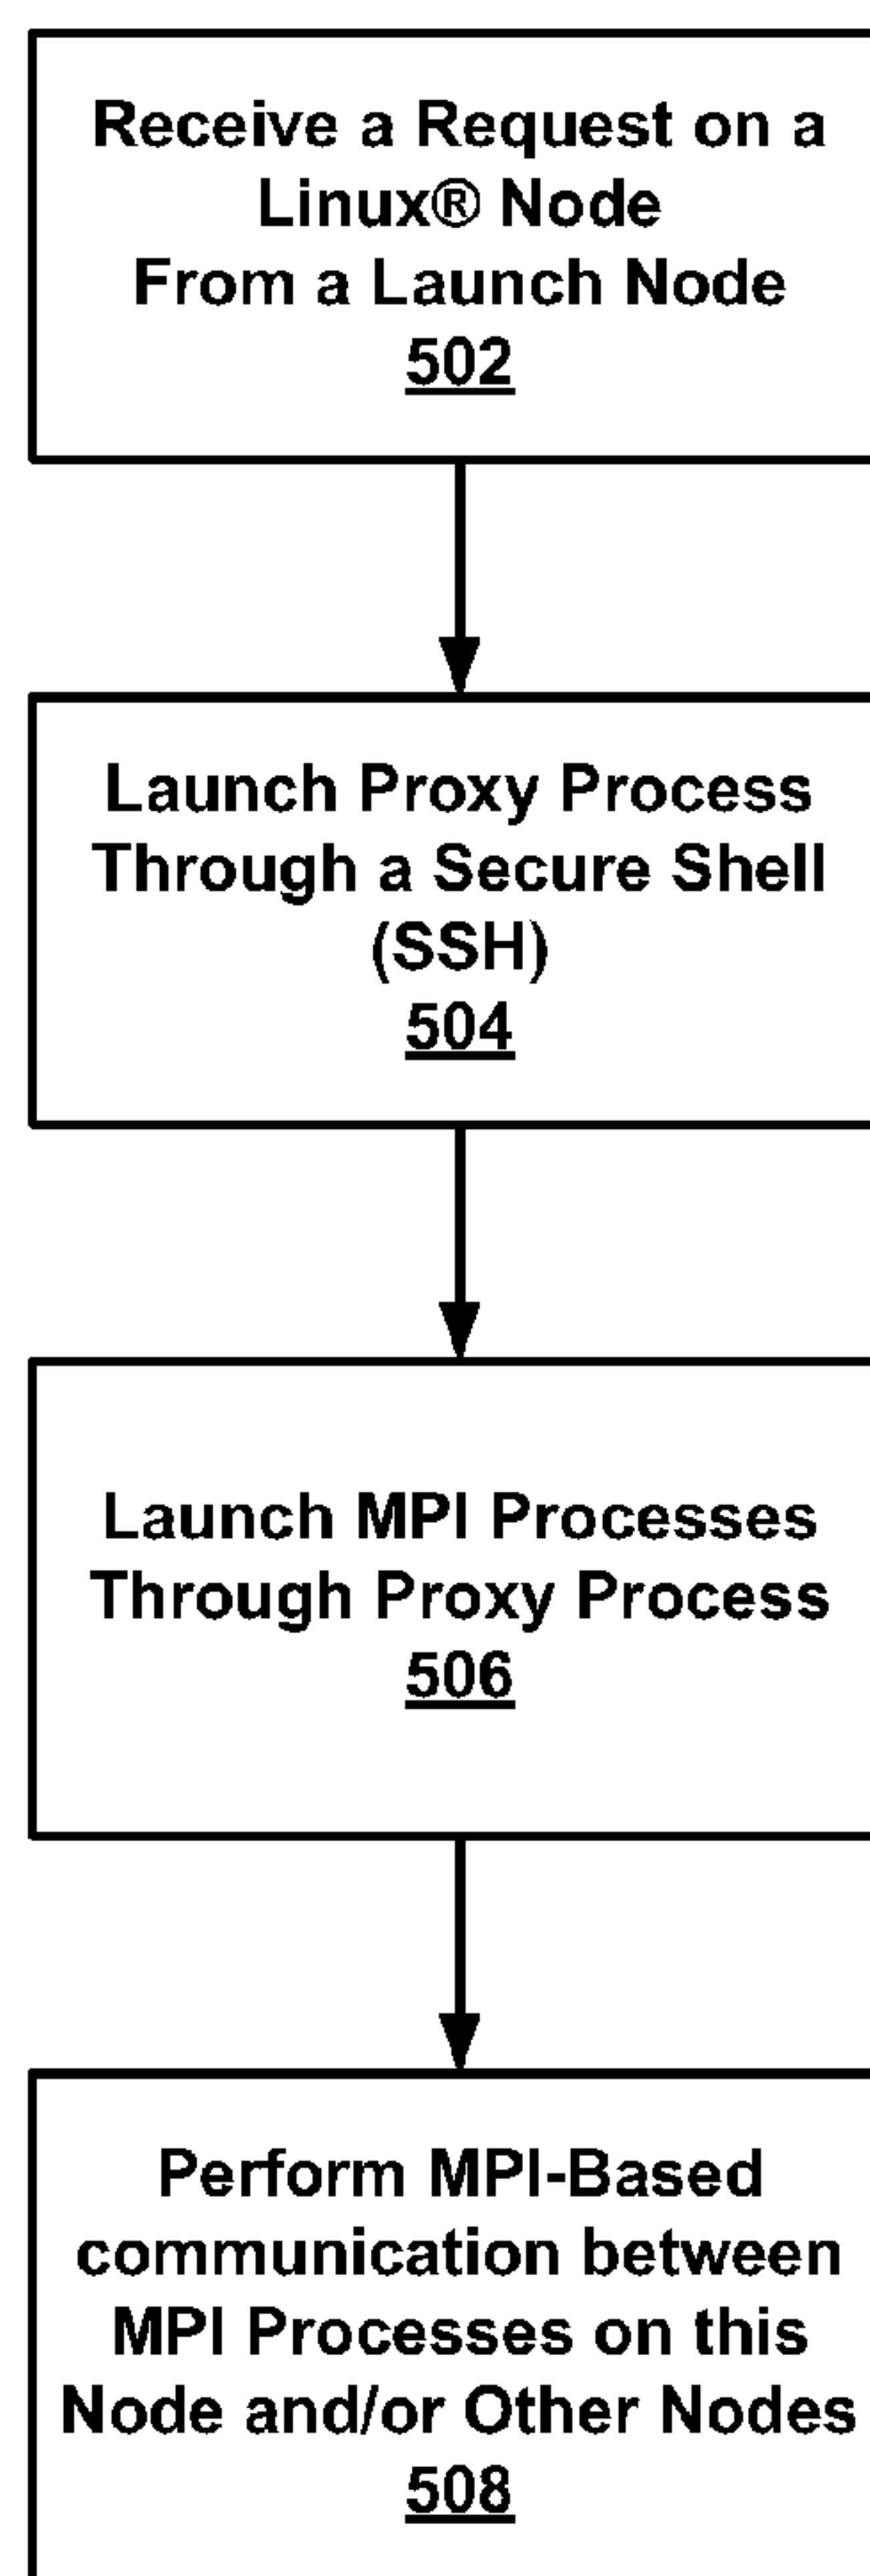 Receive a Request on a
Linux® Node
From a Launch Node
502
Launch Proxy Process
Through a Secure Shell
(SSH)
504
Launch MPI Processes
Through Proxy Process
506
Perform MPI-Based
communication between
MPI Processes on this
Node and/or Other Nodes
508